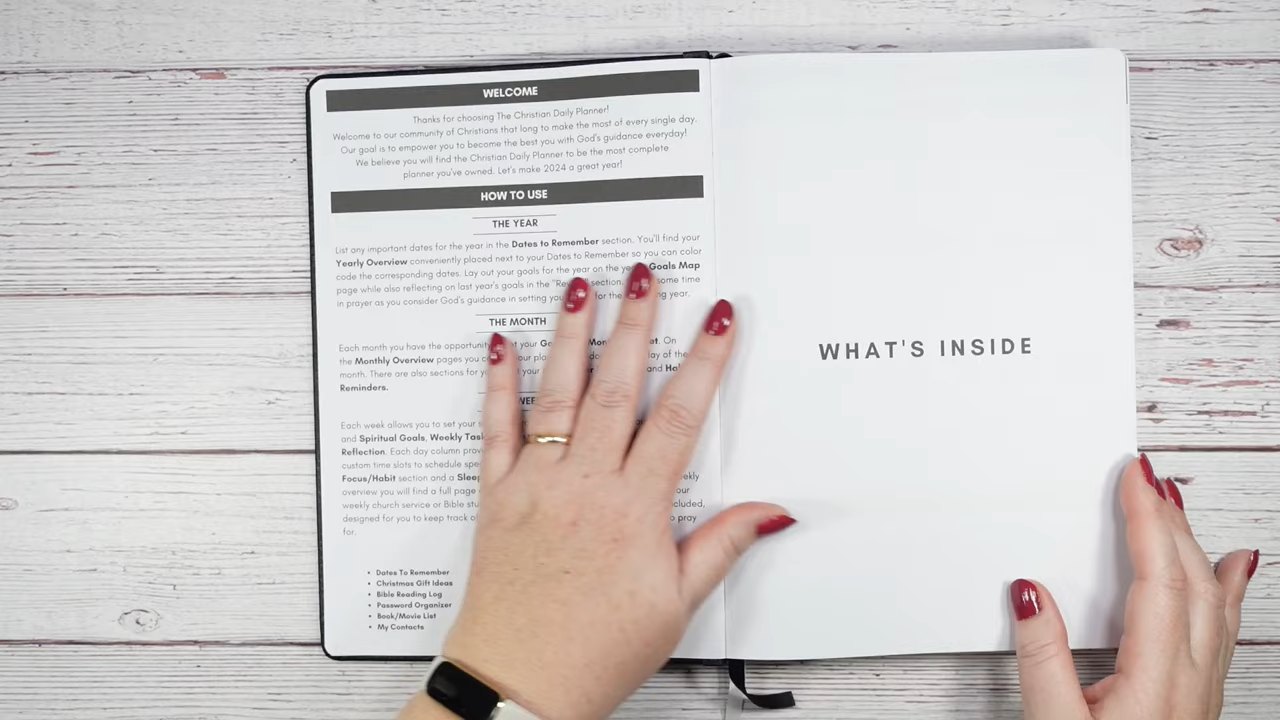 WELCOME
Thanks for choosing The Christian Daily Planner!
Welcome to our community of Christians that long to make the most of every single day.
Our goal is to empower you to become the best you with God's guidance everyday!
We believe you will find the Christian Daily Planner to be the most complete
planner you've owned. Let's make 2024 a great year!
HOW TO USE
THE YEAR
List any important dates for the year in the Dates to Remember section. You'll find your
Yearly Overview conveniently placed next to your Dates to Remember so you can color
code the corresponding dates. Lay out your goals for the year on the Goals Map
page while also reflecting on last year's goals in the section. some time
in prayer as you consider God's guidance in setting for the year.
THE MONTH
Each month you have the your On
the Monthly Overview pages you your of the
month. There are also sections for your and
Reminders.
Each week allows you to set your
and Spiritual Goals, Weekly
Reflection. Each day column
custom time slots to schedule
Focus/Habit section and a
overview you will find a full page
weekly church service or Bible
designed for you to keep track pray
for.
• Dates To Remember
• Christmas Gift Ideas
• Bible Reading Log
• Password Organizer
• Book/Movie List
• My Contacts
WHAT'S INSIDE